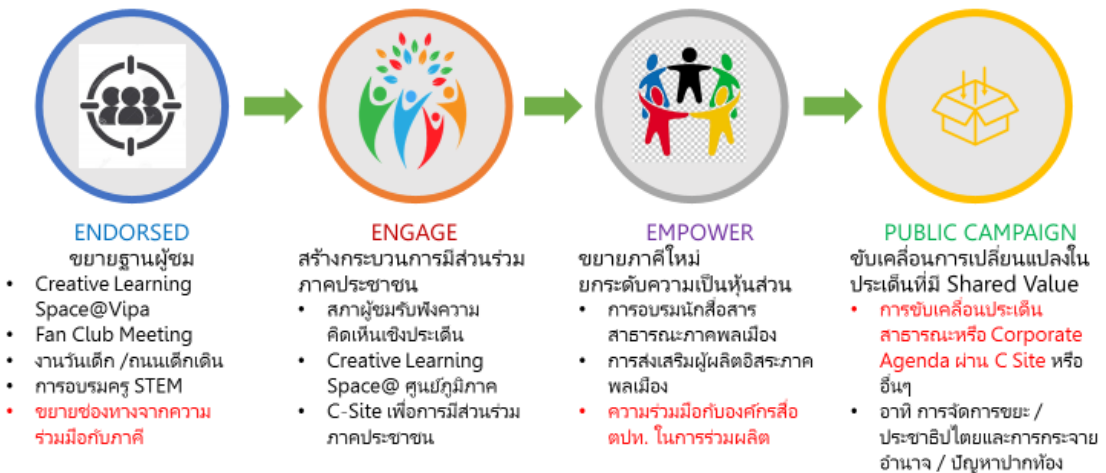 ENDORSED
ขยายฐานผู้ชม
• Creative Learning
Space@Vipa
• Fan Club Meeting
• งานวันเด็ก /ถนนเด็กเดิน
• การอบรมครู STEM
• ขยายช่องทางจากความ
ร่วมมือกับภาคี
ENGAGE
สร้างกระบวนการมีส่วนร่วม
ภาคประชาชน
• สภาผู้ชมรับฟังความ
คิดเห็นเชิงประเด็น
• Creative Learning
Space@ ศูนย์ภูมิภาค
• C-Site เพื่อการมีส่วนร่วม
ภาคประชาชน
EMPOWER
ขยายภาคีใหม่
ยกระดับความเป็นหุ้นส่วน
• การอบรมนักสื่อสาร
สาธารณะภาคพลเมือง
• การส่งเสริมผู้ผลิตอิสระภาค
พลเมือง
• ความร่วมมือกับองค์กรสื่อ
ตปท. ในการร่วมผลิต
PUBLIC CAMPAIGN
ขับเคลื่อนการเปลี่ยนแปลงใน
ประเด็นที่มี Shared Value
• การขับเคลื่อนประเด็น
สาธารณะหรือ Corporate
Agenda ผ่าน C Site หรือ
อื่นๆ
• อาทิ การจัดการขยะ /
ประชาธิปไตยและการกระจาย
อำนาจ / ปัญหาปากท้อง